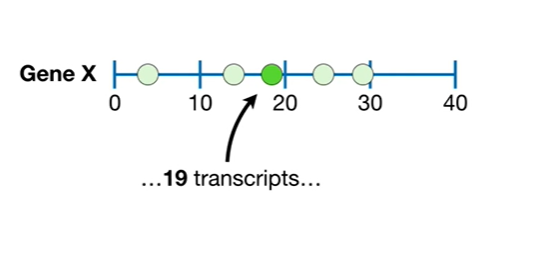 Gene X
0 10 20 30 40
...19 transcripts...